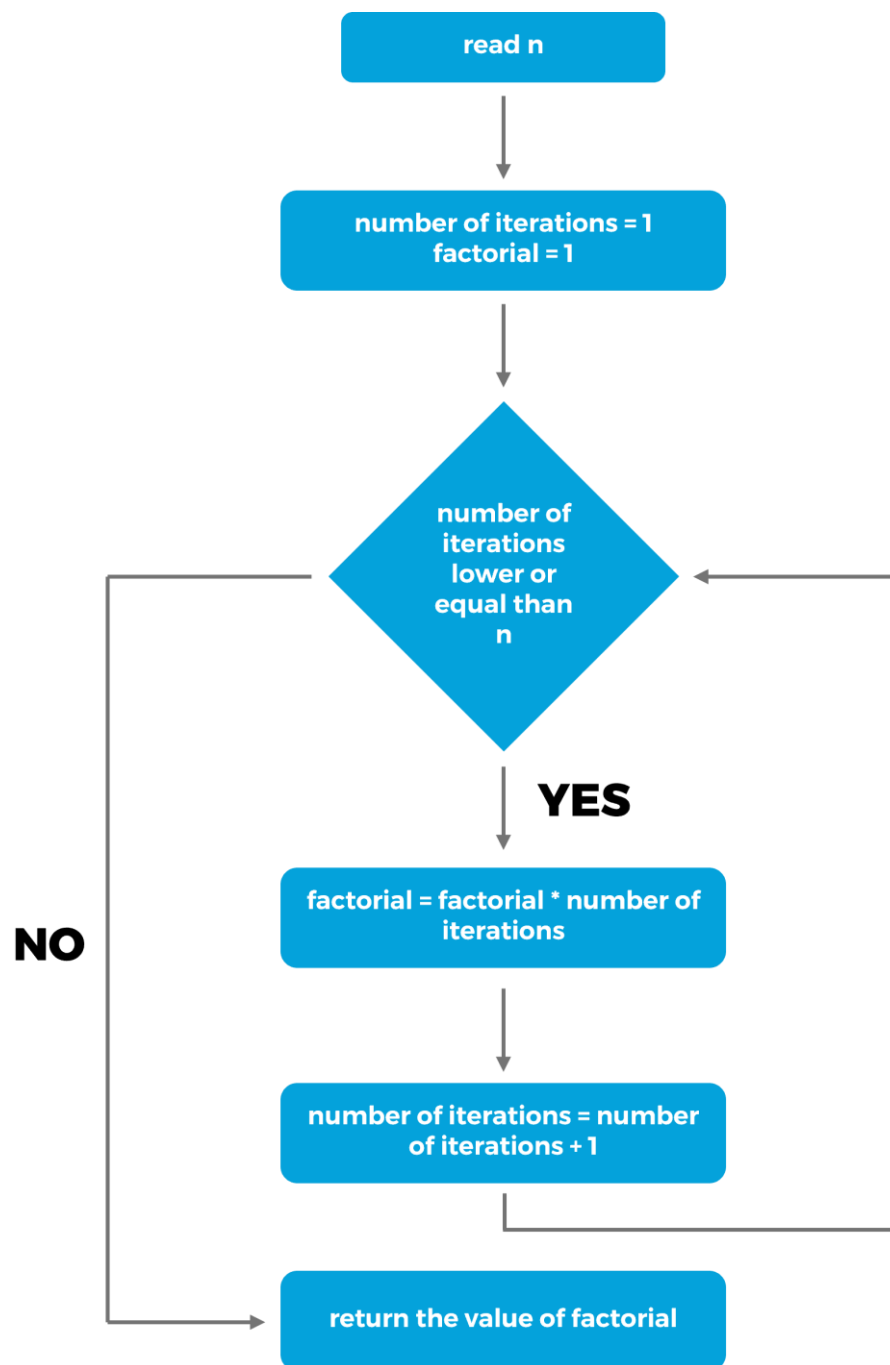 read n
number of iterations = 1
factorial = 1
number of
iterations
lower or
equal than
n
YES
factorial = factorial * number of
iterations
NO
number of iterations = number
of iterations + 1
return the value of factorial